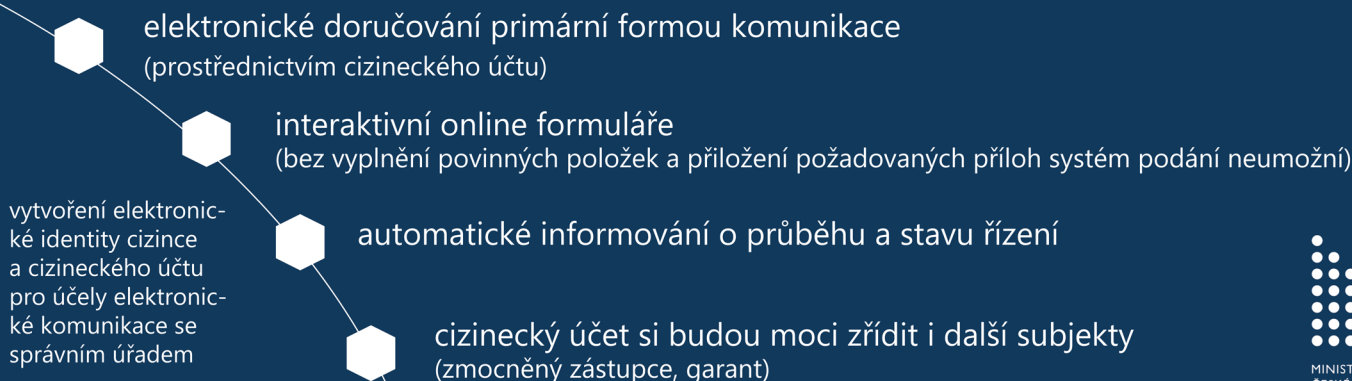 elektronické doručování primární formou komunikace
(prostřednictvím cizineckého účtu)
interaktivní online formuláře
(bez vyplnění povinných položek a přiložení požadovaných příloh systém podání neumožní)
vytvoření elektronic-
ké identity cizince
a cizineckého účtu
pro účely elektronic-
ké komunikace se
správním úřadem
automatické informování o průběhu a stavu řízení
cizinecký účet si budou moci zřídit i další subjekty
(zmocněný zástupce, garant)
MINIST